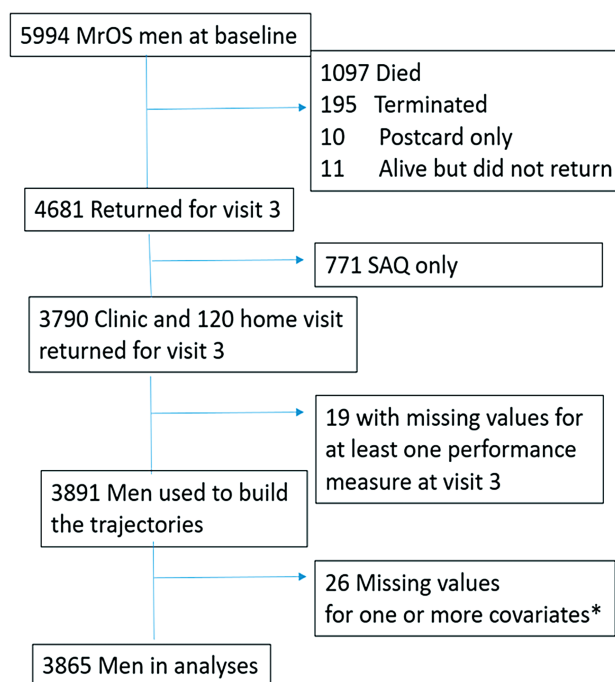 5994 MrOS men at baseline
1097 Died
195 Terminated
10 Postcard only
11 Alive but did not return
4681 Returned for visit 3
771 SAQ only
3790 Clinic and 120 home visit
returned for visit 3
19 with missing values for
at least one performance
measure at visit 3
3891 Men used to build
the trajectories
26 Missing values
for one or more covariates*
3865 Men in analyses